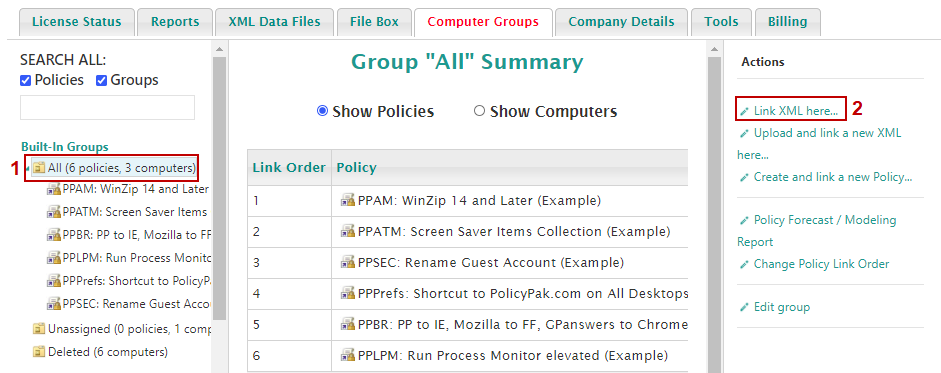 License Status
Reports
XML Data Files
File Box
Computer Groups
Company Details
Tools
Billing
SEARCH ALL:
Policies
Groups
Built-In Groups
1
All (6 policies, 3 computers)
PPAM: WinZip 14 and Later
PPATM: Screen Saver Items
PPBR: PP to IE, Mozilla to FF
PPLPM: Run Process Monito
PPPrefs: Shortcut to PolicyPa
PPSEC: Rename Guest Acco
Unassigned (0 policies, 1 comp
Deleted (6 computers)
Group "All" Summary
Show Policies
Show Computers
Link Order Policy
1 PPAM: WinZip 14 and Later (Example)
2 PPATM: Screen Saver Items Collection (Example)
3 PPSEC: Rename Guest Account (Example)
4 PPPrefs: Shortcut to PolicyPak.com on All Desktops
5 PPBR: PP to IE, Mozilla to FF, GPanswers to Chrome
6 PPLPM: Run Process Monitor elevated (Example)
Actions
Link XML here...
2
Upload and link a new XML
here...
Create and link a new Policy...
Policy Forecast / Modeling
Report
Change Policy Link Order
Edit group